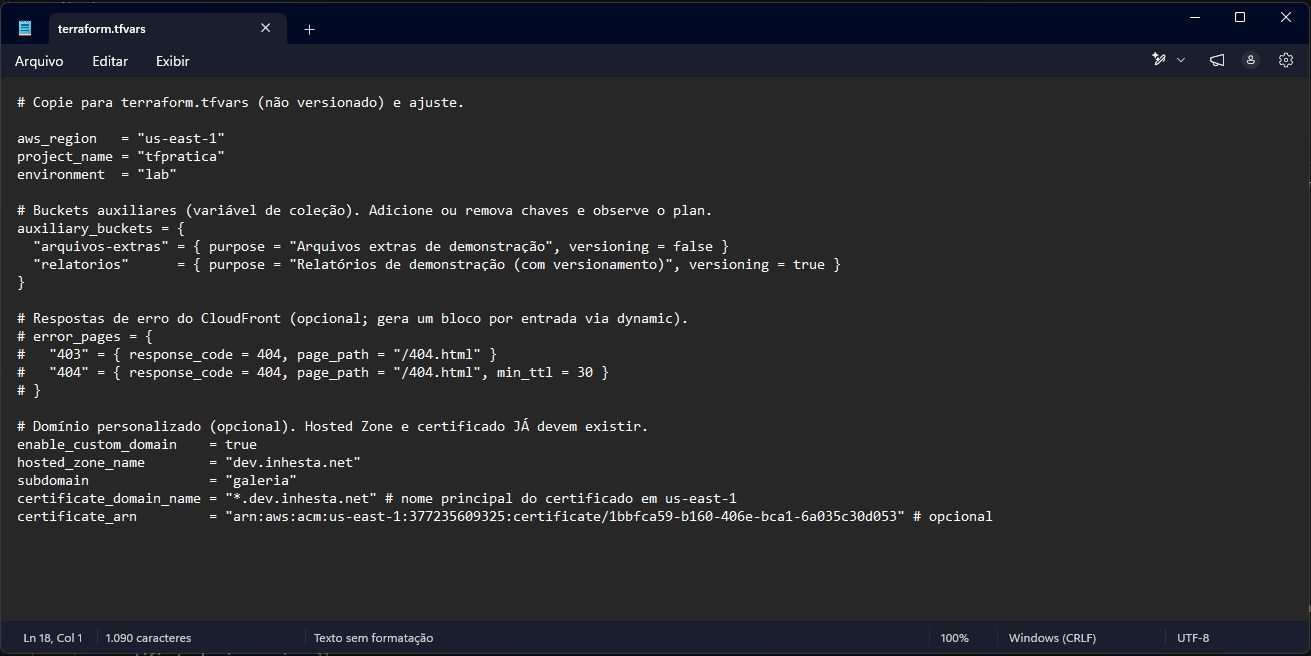 terraform.tfvars
Arquivo Editar Exibir
# Copie para terraform.tfvars (não versionado) e ajuste.
aws_region   = "us-east-1"
project_name = "tfpratica"
environment  = "lab"
# Buckets auxiliares (variável de coleção). Adicione ou remova chaves e observe o plan.
auxiliary_buckets = {
  "arquivos-extras" = { purpose = "Arquivos extras de demonstração", versioning = false }
  "relatorios"      = { purpose = "Relatórios de demonstração (com versionamento)", versioning = true }
}
# Respostas de erro do CloudFront (opcional; gera um bloco por entrada via dynamic).
# error_pages = {
#   "403" = { response_code = 404, page_path = "/404.html" }
#   "404" = { response_code = 404, page_path = "/404.html", min_ttl = 30 }
# }
# Domínio personalizado (opcional). Hosted Zone e certificado JÁ devem existir.
enable_custom_domain    = true
hosted_zone_name        = "dev.inhesta.net"
subdomain               = "galeria"
certificate_domain_name = "*.dev.inhesta.net" # nome principal do certificado em us-east-1
certificate_arn         = "arn:aws:acm:us-east-1:377235609325:certificate/1bbfca59-b160-406e-bca1-6a035c30d053" # opcional
Ln 18, Col 1 1.090 caracteres Texto sem formatação 100% Windows (CRLF) UTF-8